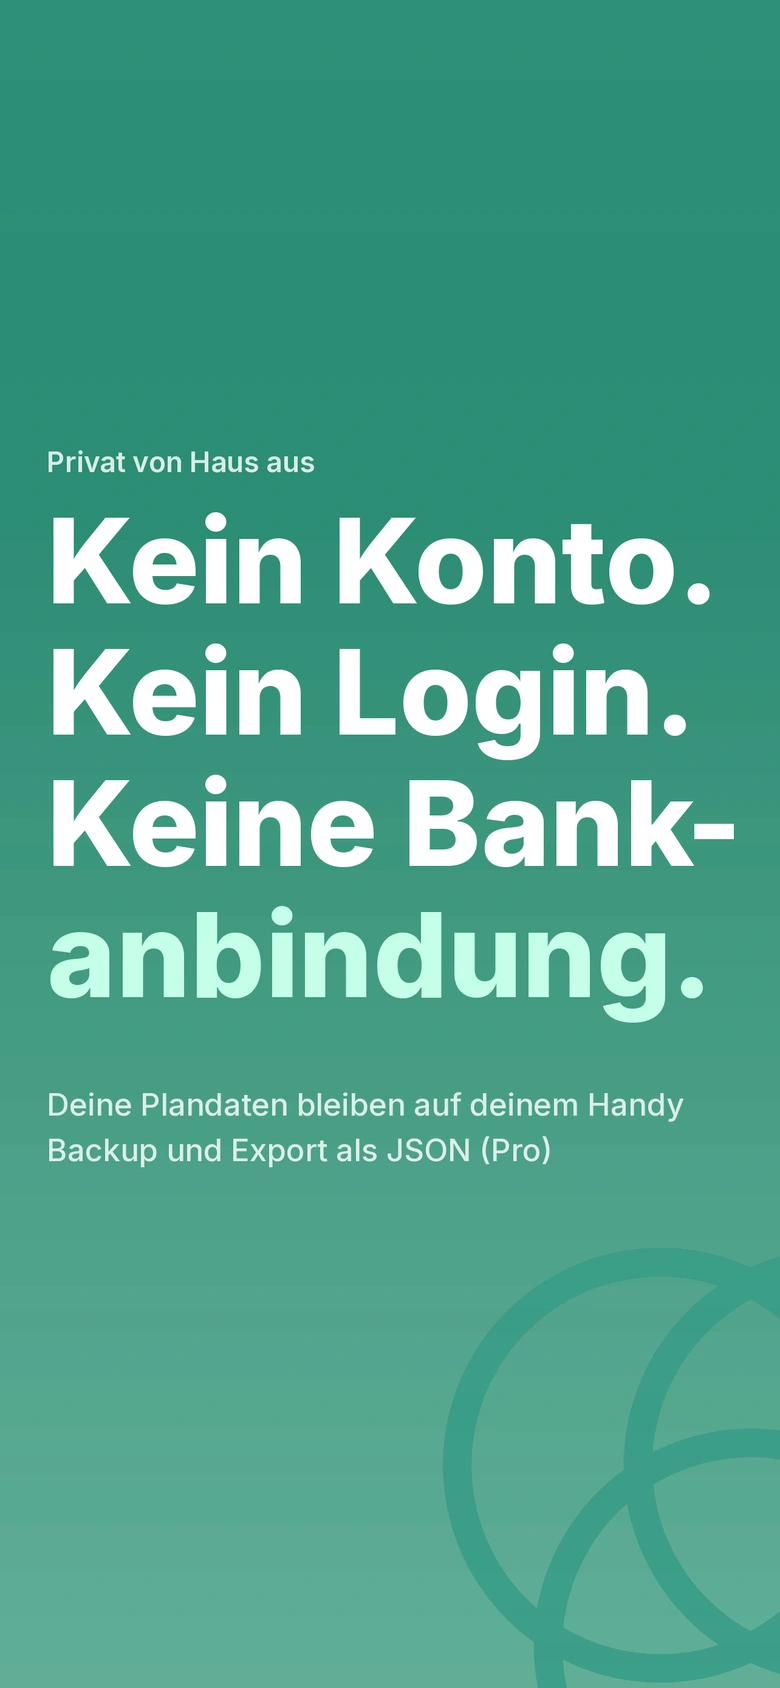 Privat von Haus aus
Kein Konto.
Kein Login.
Keine Bank-
anbindung.
Deine Plandaten bleiben auf deinem Handy
Backup und Export als JSON (Pro)